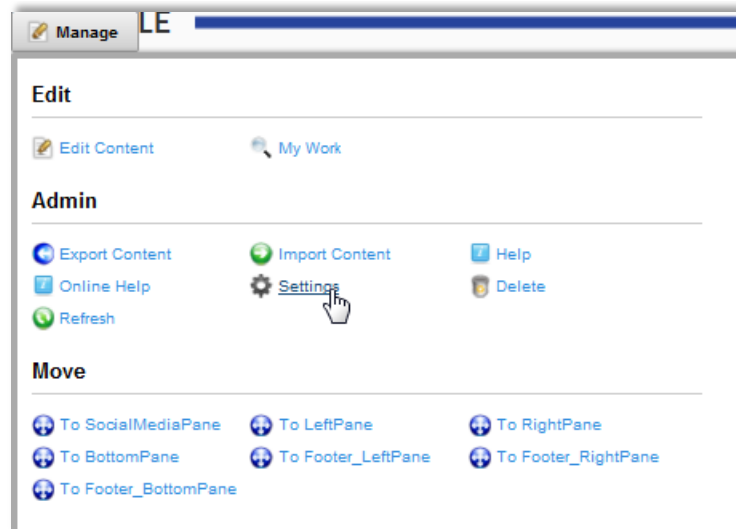 Manage LE
Edit
Edit Content My Work
Admin
Export Content Import Content Help
Online Help Settings Delete
Refresh
Move
To SocialMediaPane To LeftPane To RightPane
To BottomPane To Footer_LeftPane To Footer_RightPane
To Footer_BottomPane